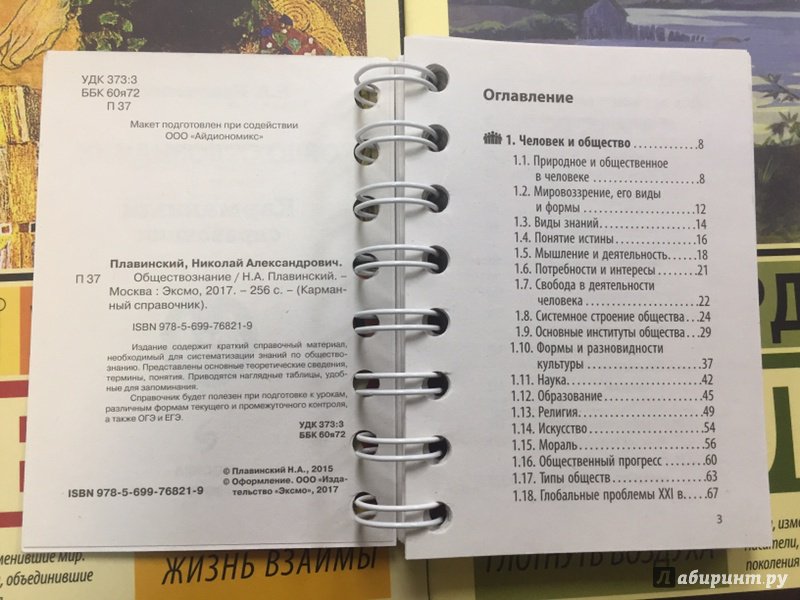 УДК 373:3
ББК 60я72
П 37
Макет подготовлен при содействии
ООО «Айдиономикс»
Плавинский, Николай Александрович.
П 37 Обществознание / Н.А. Плавинский. –
Москва : Эксмо, 2017. – 256 с. – (Карман-
ный справочник).
ISBN 978-5-699-76821-9
Издание содержит краткий справочный материал,
необходимый для систематизации знаний по общество-
знанию. Представлены основные теоретические сведения,
термины, понятия. Приводятся наглядные таблицы, удоб-
ные для запоминания.
Справочник будет полезен при подготовке к урокам,
различным формам текущего и промежуточного контроля,
а также ОГЭ и ЕГЭ.
УДК 373:3
ББК 60я72
© Плавинский Н.А., 2015
© Оформление. ООО «Изда-
тельство «Эксмо», 2017
ISBN 978-5-699-76821-9
Оглавление
1. Человек и общество .............8
1.1. Природное и общественное
в человеке ....................8
1.2. Мировоззрение, его виды
и формы ....................12
1.3. Виды знаний..................14
1.4. Понятие истины..............16
1.5. Мышление и деятельность......18
1.6. Потребности и интересы.......21
1.7. Свобода в деятельности
человека ....................22
1.8. Системное строение общества...24
1.9. Основные институты общества...29
1.10. Формы и разновидности
культуры ....................37
1.11. Наука........................42
1.12. Образование................45
1.13. Религия.....................49
1.14. Искусство...................54
1.15. Мораль.....................56
1.16. Общественный прогресс .......60
1.17. Типы обществ...............63
1.18. Глобальные проблемы XXI в....67
3
менившие мир.
, объединившие
ЖИЗНЬ ВЗАЙМЫ
ГЛОТНУТЬ ВОЗДУХА
поколения
Лабиринт.ру